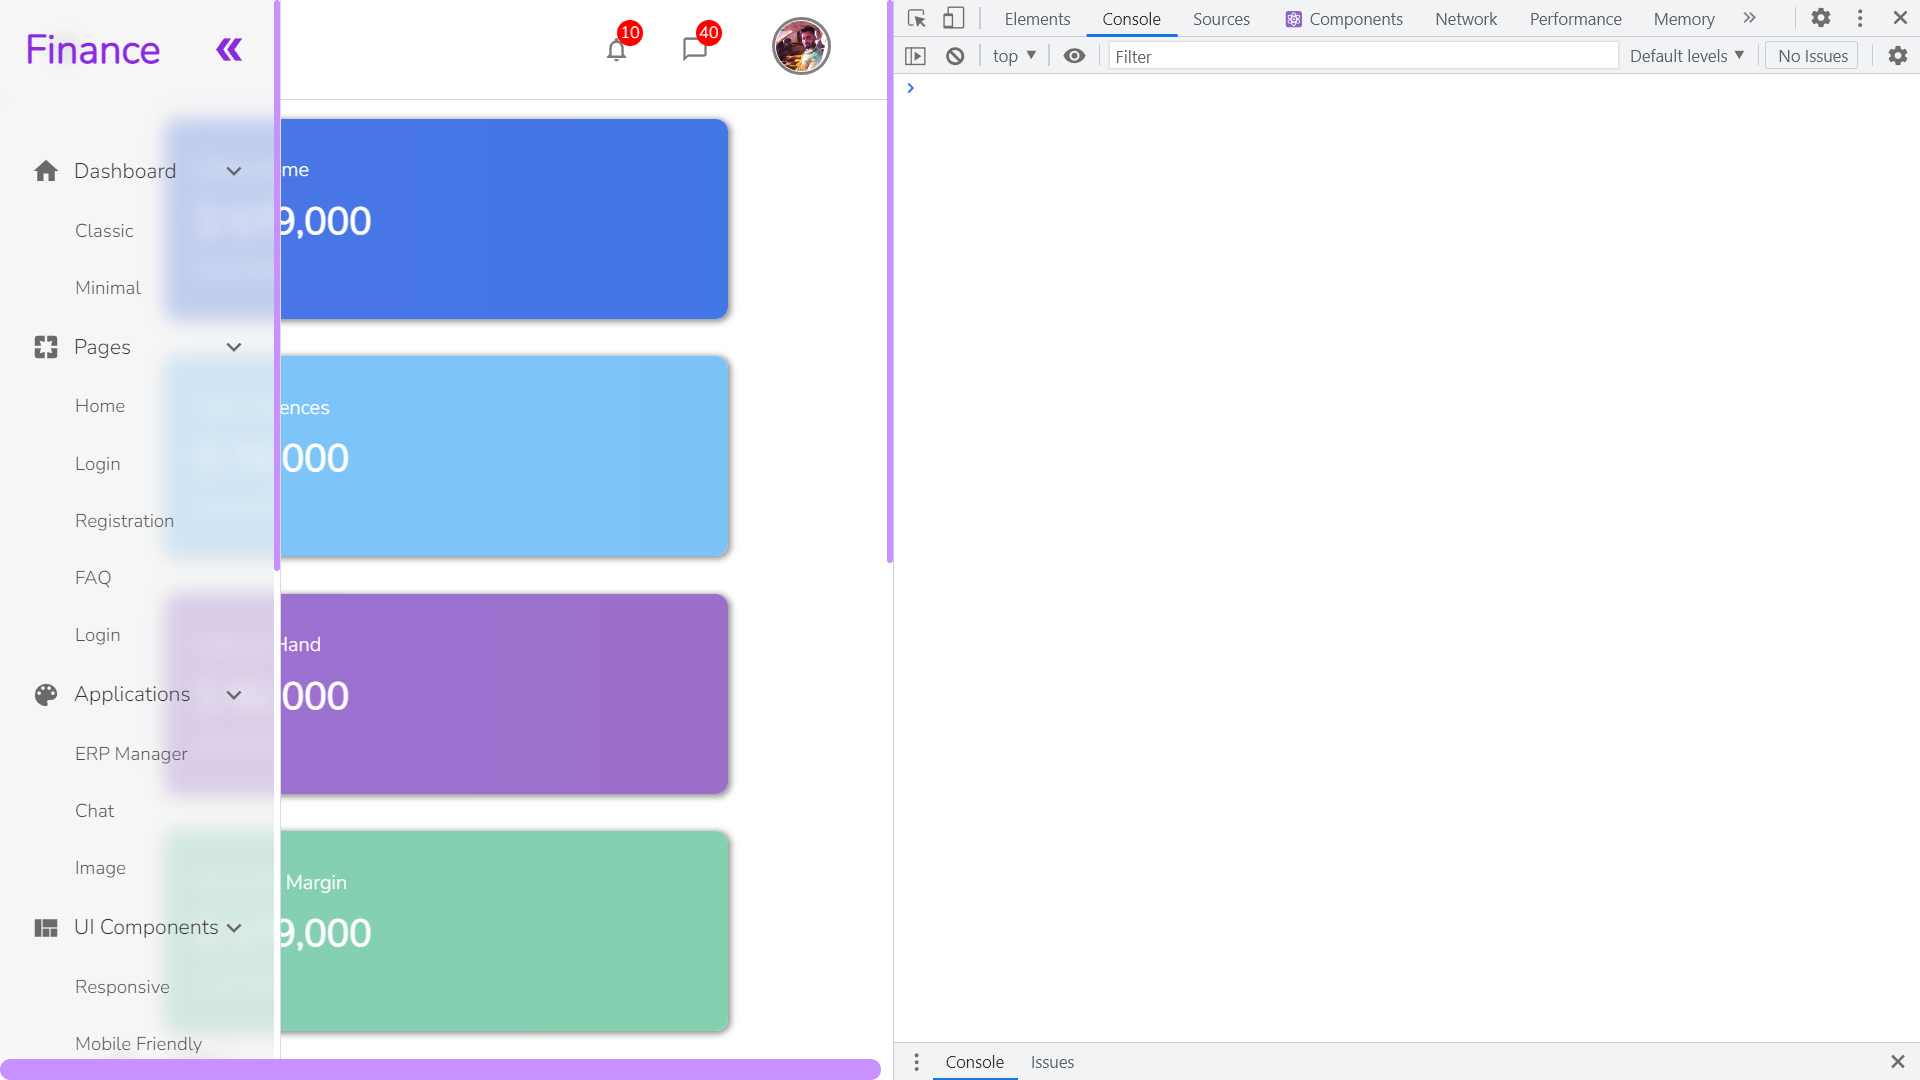 Finance
10
40
Dashboard
Classic
Minimal
Pages
Home
Login
Registration
FAQ
Login
Applications
ERP Manager
Chat
Image
UI Components
Responsive
Mobile Friendly
me
9,000
ences
000
Hand
000
Margin
9,000
Elements Console Sources Components Network Performance Memory
top Filter Default levels No Issues
Console Issues